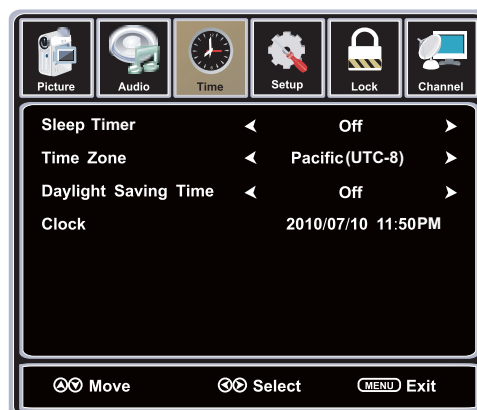 Picture Audio Time Setup Lock Channel
Sleep Timer Off
Time Zone Pacific (UTC-8)
Daylight Saving Time Off
Clock 2010/07/10 11:50PM
Move Select MENU Exit